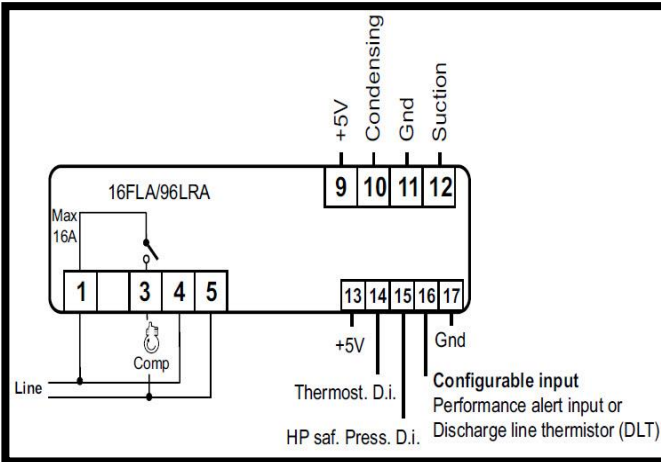 +5V
Condensing
Gnd
Suction
9 10 11 12
16FLA/96LRA
Max
16A
1 3 4 5
13 14 15 16 17
Comp
Line
+5V
Gnd
Thermost. D.i.
HP saf. Press. D.i.
Configurable input
Performance alert input or
Discharge line thermistor (DLT)